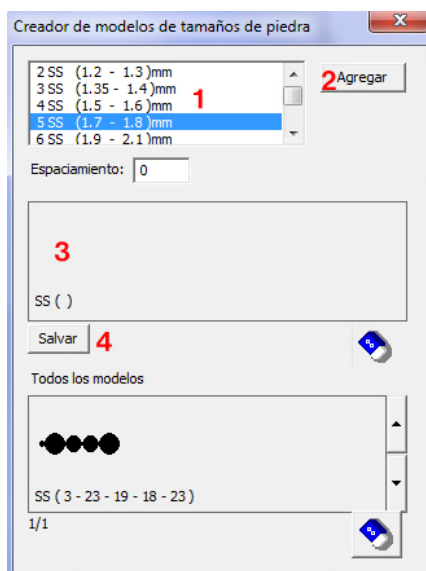 Creador de modelos de tamaños de piedra
x
2 SS (1.2 - 1.3 )mm
3 SS (1.35 - 1.4 )mm
4 SS (1.5 - 1.6 )mm
5 SS (1.7 - 1.8 )mm
6 SS (1.9 - 2.1 )mm
1
2
Agregar
Espaciamiento: 0
3
SS ( )
Salvar
4
Todos los modelos
SS ( 3 - 23 - 19 - 18 - 23 )
1/1